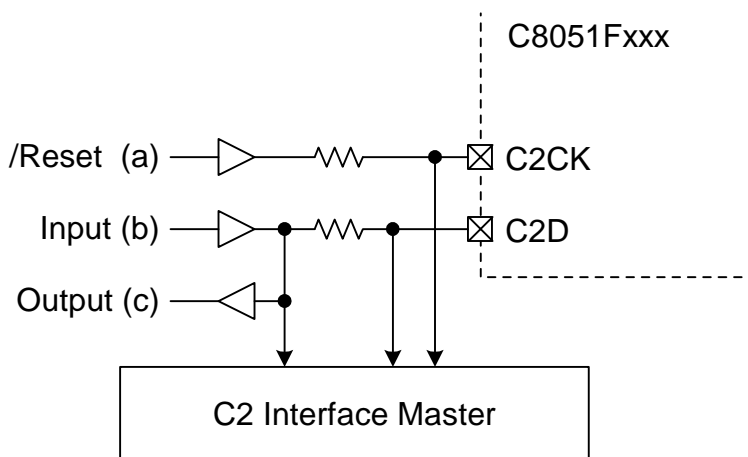 C8051Fxxx
/Reset (a)
C2CK
Input (b)
C2D
Output (c)
C2 Interface Master